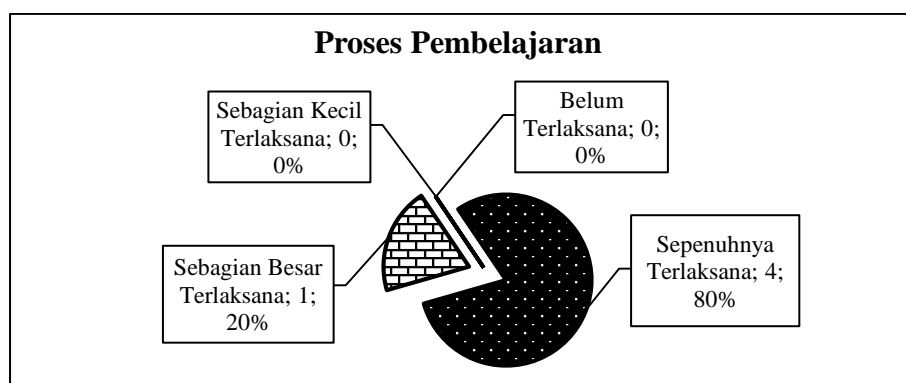 Proses Pembelajaran
Sebagian Kecil
Terlaksana; 0;
0%
Belum
Terlaksana; 0;
0%
Sebagian Besar
Terlaksana; 1;
20%
Sepenuhnya
Terlaksana; 4;
80%